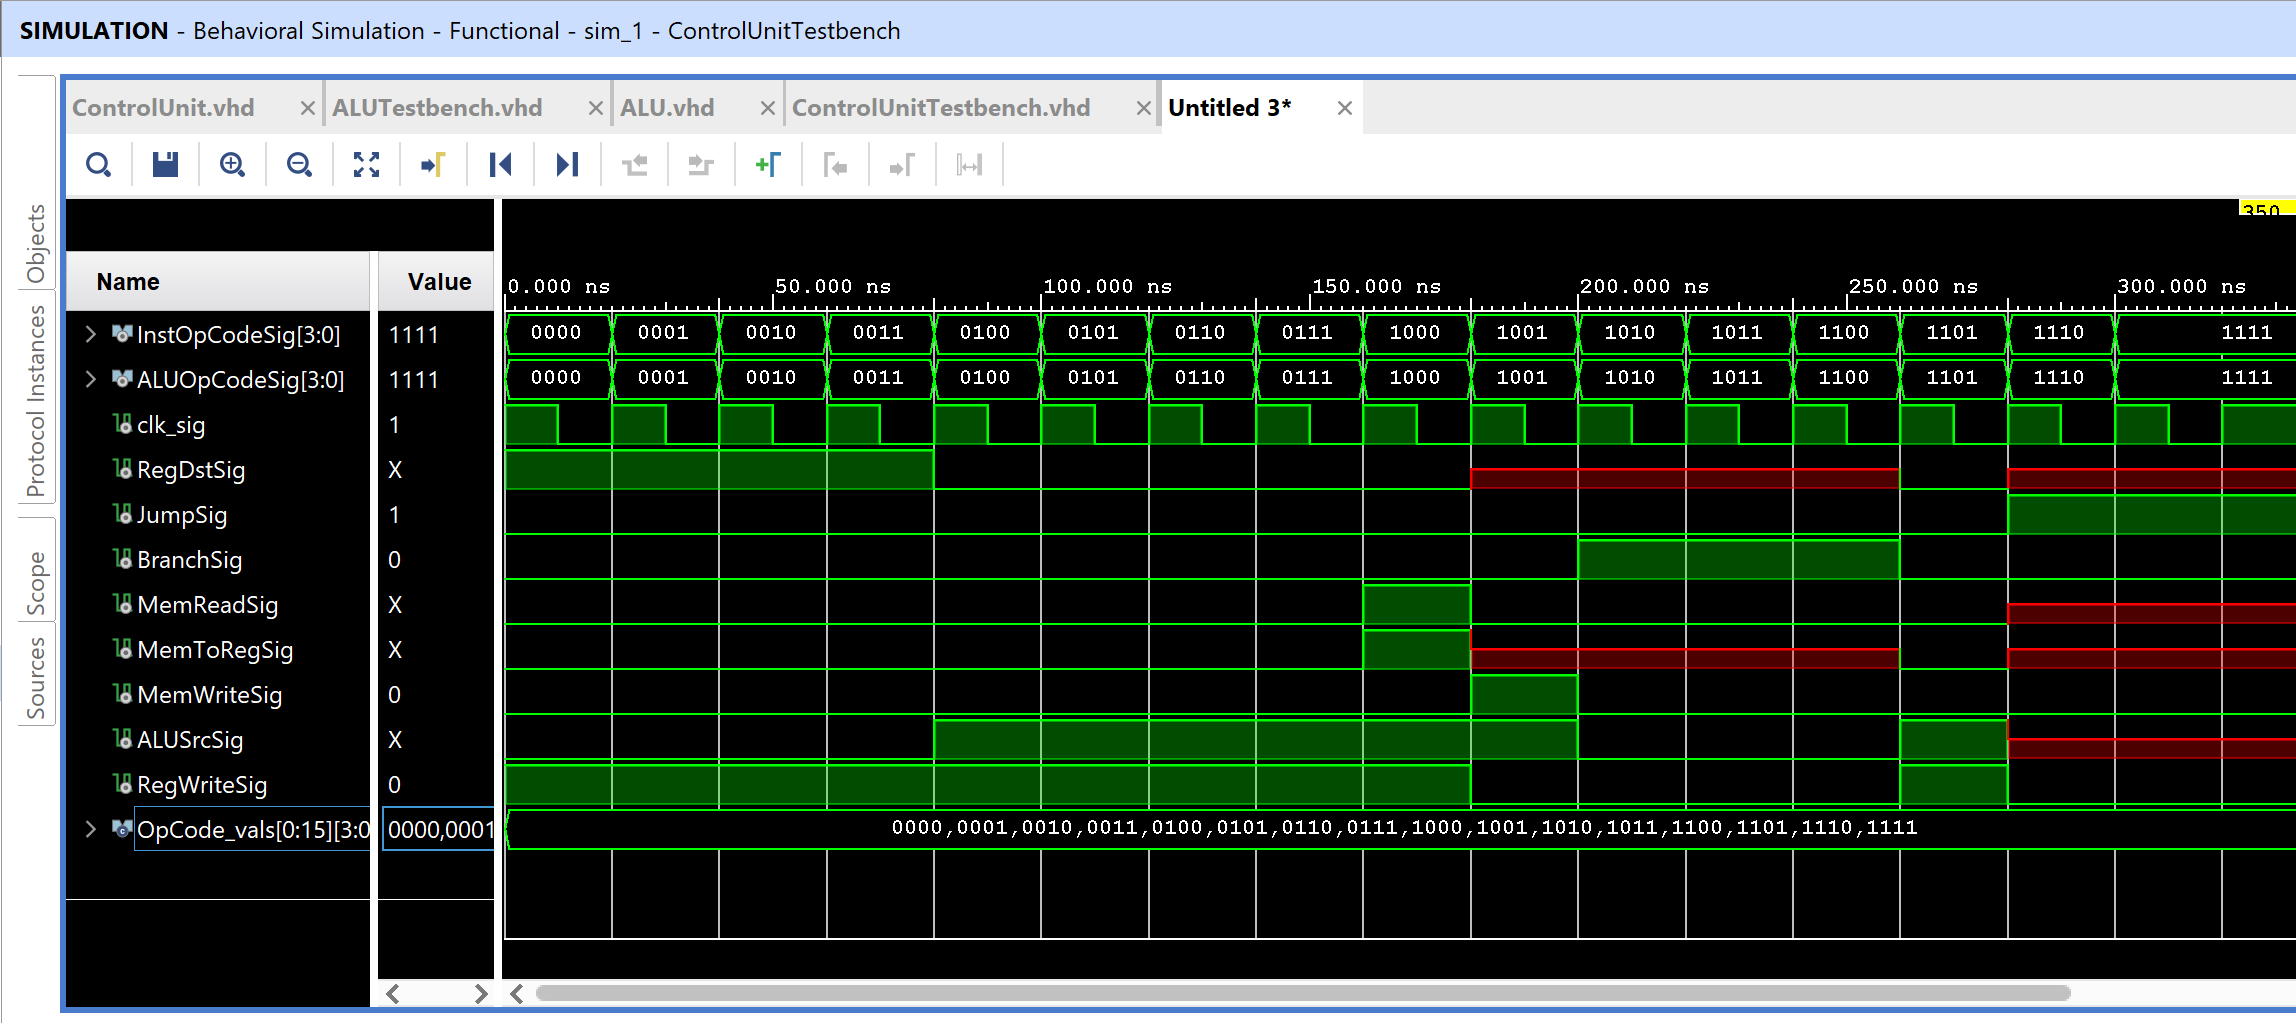 SIMULATION - Behavioral Simulation - Functional - sim_1 - ControlUnitTestbench
ControlUnit.vhd ALUTestbench.vhd ALU.vhd ControlUnitTestbench.vhd Untitled 3*
Objects
Protocol Instances
Scope
Sources
350
Name Value
0.000 ns 50.000 ns 100.000 ns 150.000 ns 200.000 ns 250.000 ns 300.000 ns
InstOpCodeSig[3:0] 1111 0000 0001 0010 0011 0100 0101 0110 0111 1000 1001 1010 1011 1100 1101 1110 1111
ALUOpCodeSig[3:0] 1111 0000 0001 0010 0011 0100 0101 0110 0111 1000 1001 1010 1011 1100 1101 1110 1111
clk_sig 1
RegDstSig X
JumpSig 1
BranchSig 0
MemReadSig X
MemToRegSig X
MemWriteSig 0
ALUSrcSig X
RegWriteSig 0
OpCode_vals[0:15][3:0 0000,0001 0000,0001,0010,0011,0100,0101,0110,0111,1000,1001,1010,1011,1100,1101,1110,1111